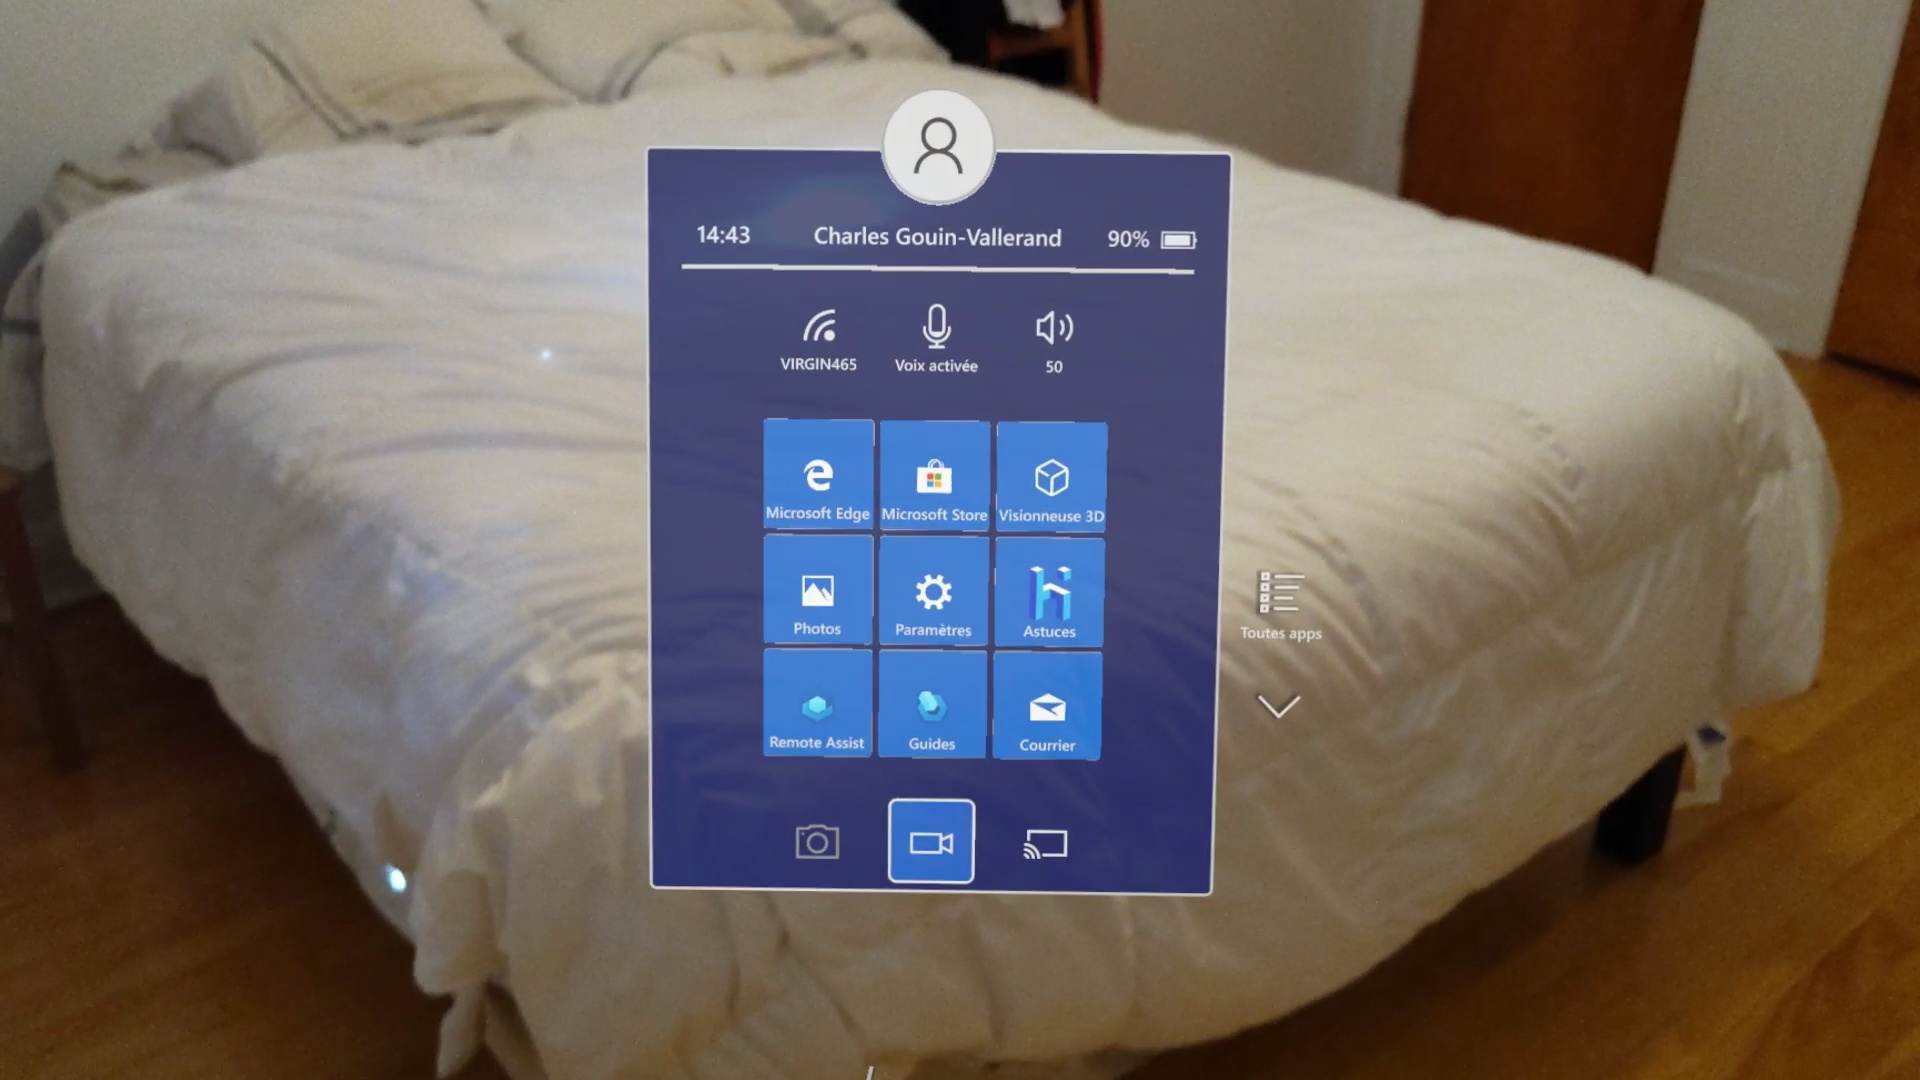 14:43 Charles Gouin-Vallerand 90%
VIRGIN465 Voix activée 50
Microsoft Edge Microsoft Store Visionneuse 3D
Photos Paramètres Astuces
Toutes apps
Remote Assist Guides Courrier